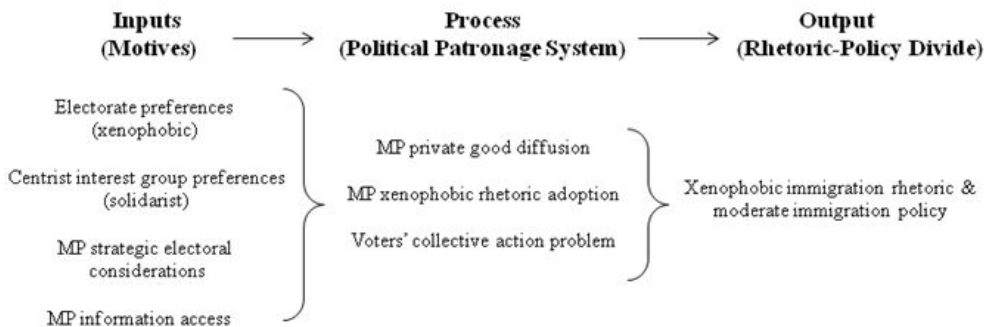 Inputs
(Motives)
Process
(Political Patronage System)
Output
(Rhetoric-Policy Divide)
Electorate preferences
(xenophobic)
Centrist interest group preferences
(solidarist)
MP strategic electoral
considerations
MP information access
MP private good diffusion
MP xenophobic rhetoric adoption
Voters' collective action problem
Xenophobic immigration rhetoric &
moderate immigration policy